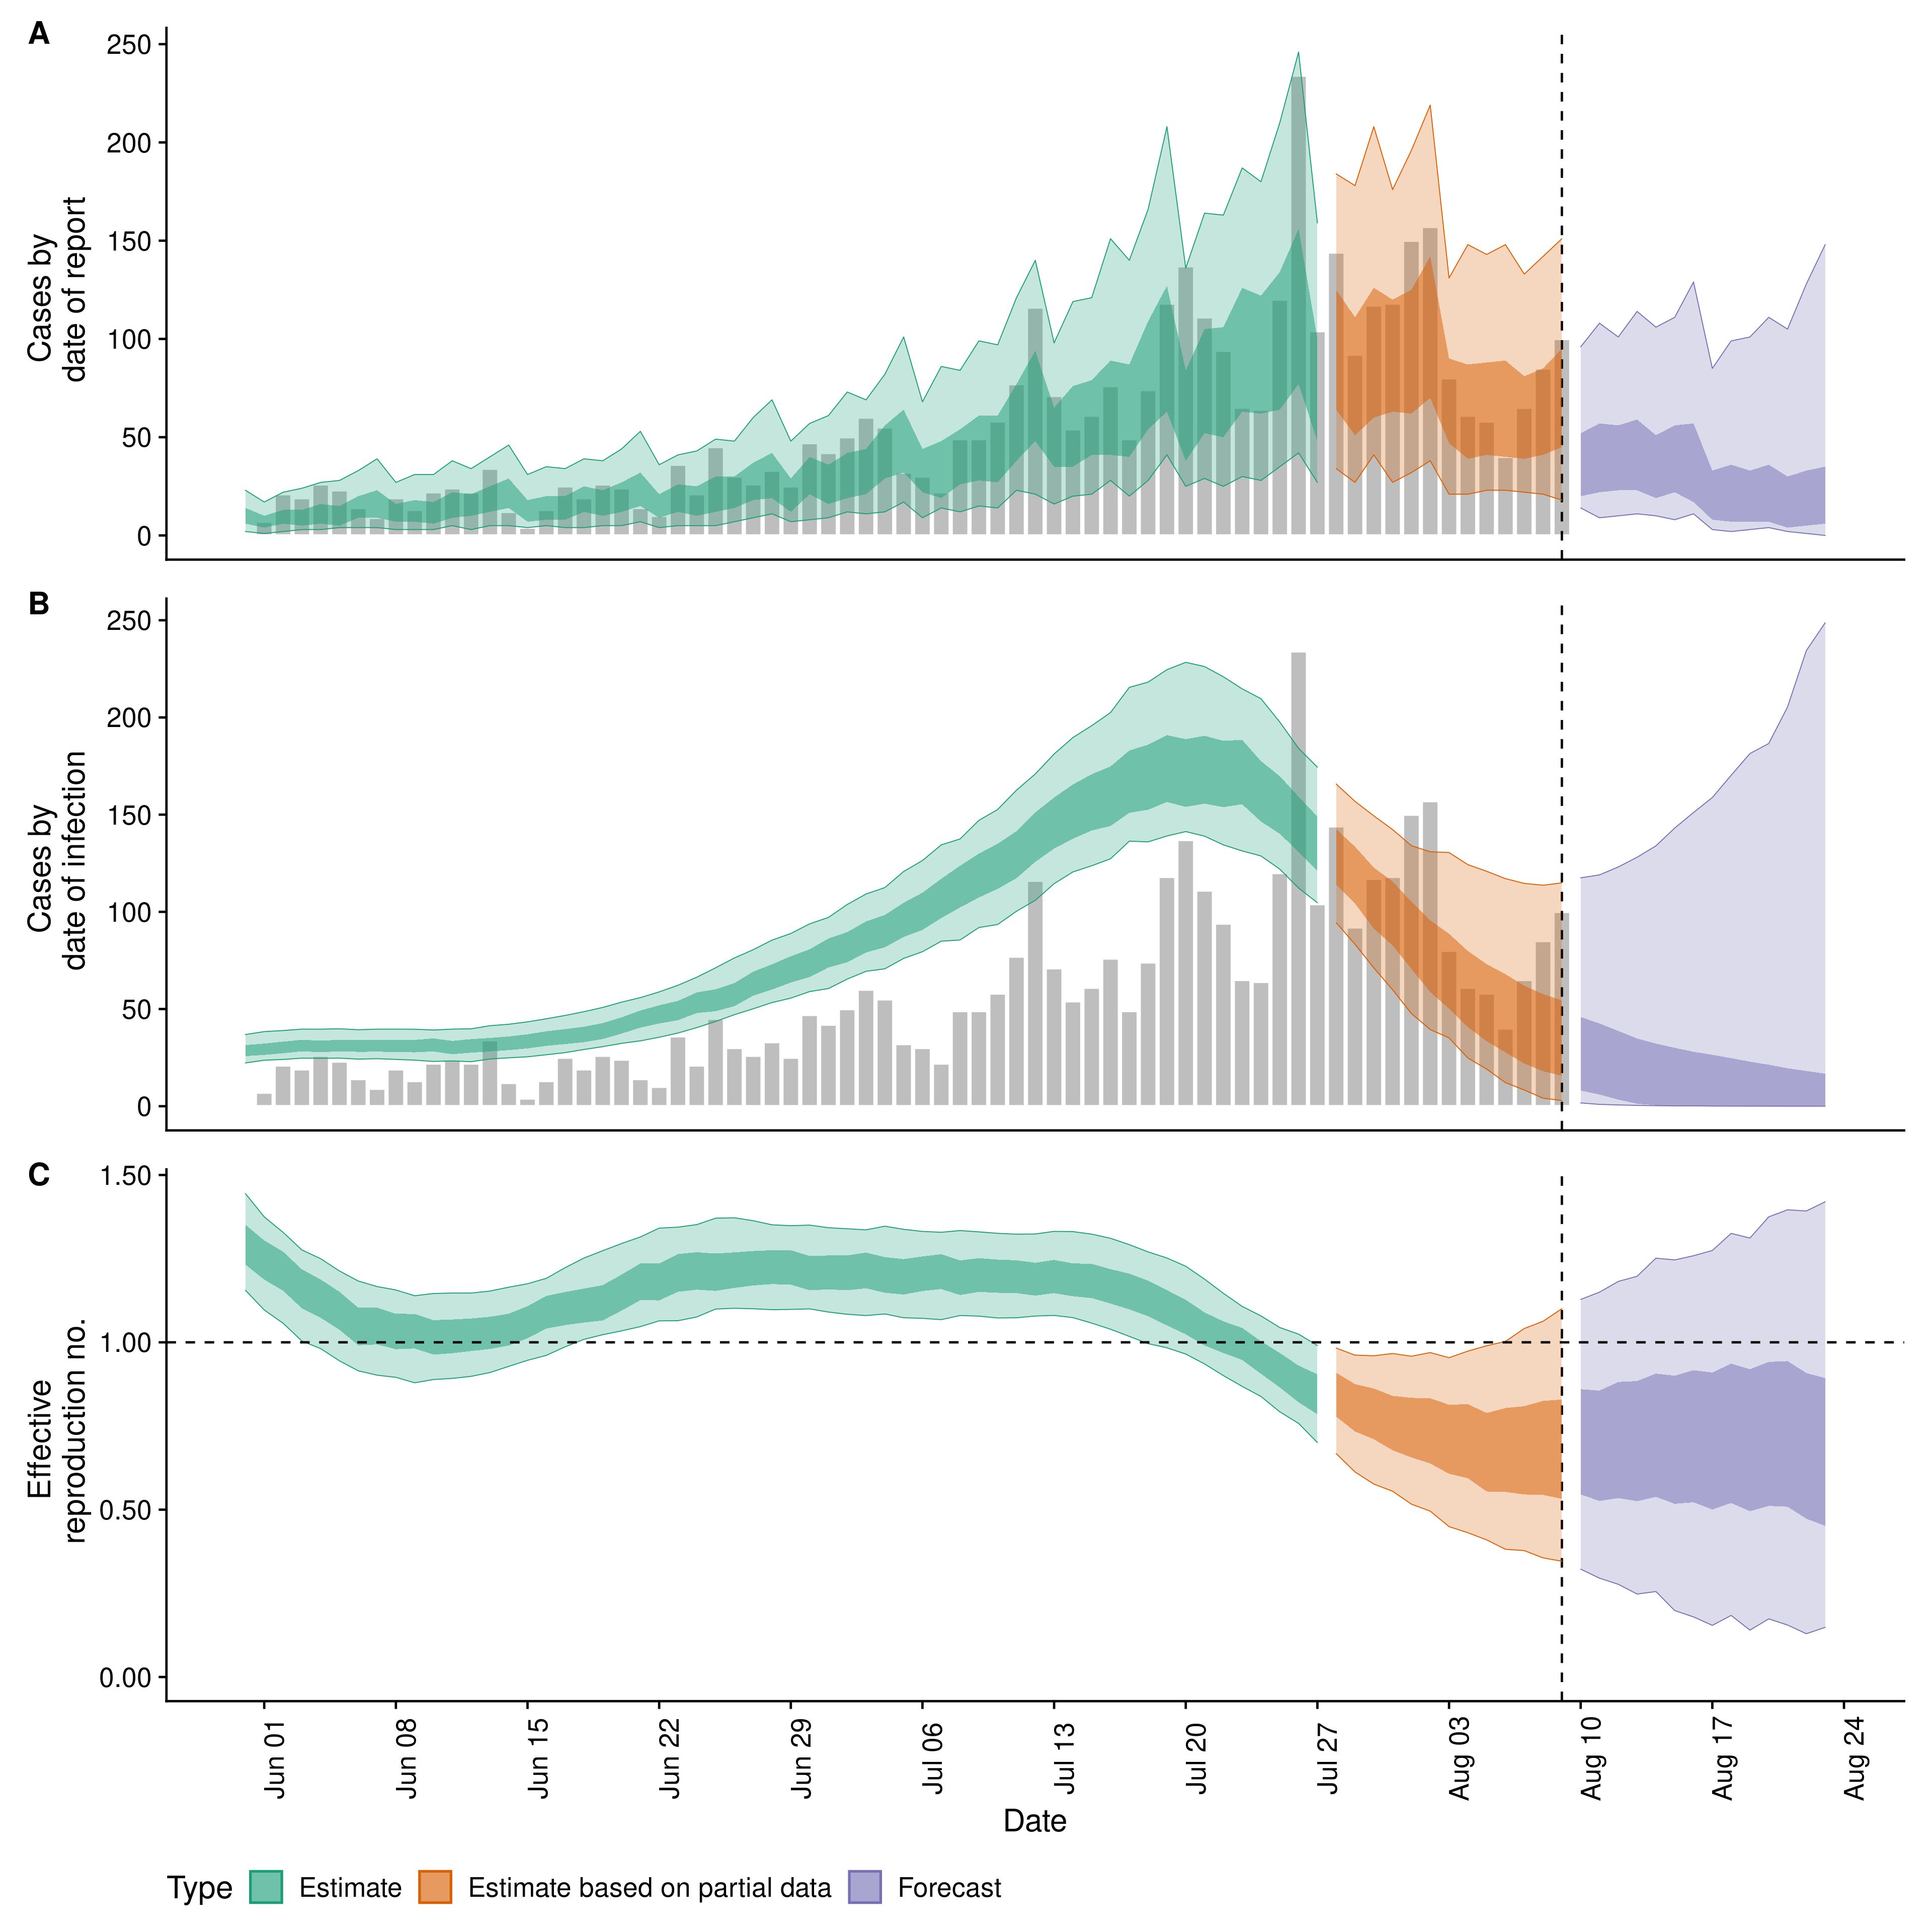 A
250
200
150
100
50
0
Cases by
date of report
B
250
200
150
100
50
0
Cases by
date of infection
C
1.50
1.00
0.50
0.00
Effective
reproduction no.
Jun 01
Jun 08
Jun 15
Jun 22
Jun 29
Jul 06
Jul 13
Jul 20
Jul 27
Aug 03
Aug 10
Aug 17
Aug 24
Date
Type Estimate Estimate based on partial data Forecast